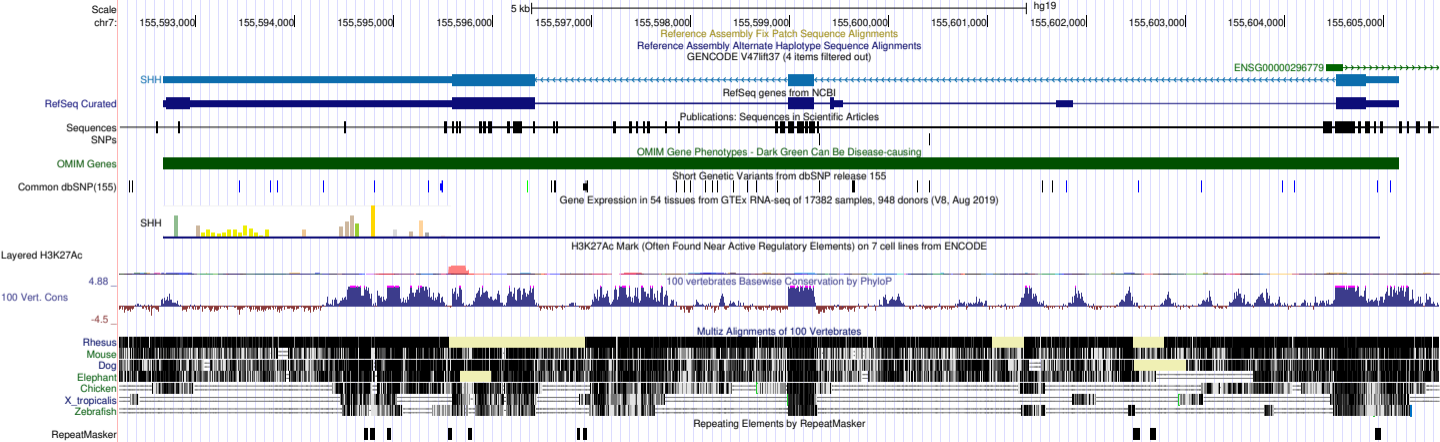 Scale 5 kb hg19
chr7: 155,593,000 155,594,000 155,595,000 155,596,000 155,597,000 155,598,000 155,599,000 155,600,000 155,601,000 155,602,000 155,603,000 155,604,000 155,605,000
Reference Assembly Fix Patch Sequence Alignments
Reference Assembly Alternate Haplotype Sequence Alignments
GENCODE V47lift37 (4 items filtered out)
ENSG00000296779
SHH
RefSeq genes from NCBI
RefSeq Curated
Publications: Sequences in Scientific Articles
Sequences
SNPs
OMIM Gene Phenotypes - Dark Green Can Be Disease-causing
OMIM Genes
Short Genetic Variants from dbSNP release 155
Common dbSNP(155)
Gene Expression in 54 tissues from GTEx RNA-seq of 17382 samples, 948 donors (V8, Aug 2019)
SHH
H3K27Ac Mark (Often Found Near Active Regulatory Elements) on 7 cell lines from ENCODE
Layered H3K27Ac
100 vertebrates Basewise Conservation by PhyloP
4.88 _
100 Vert. Cons
-4.5 _
Multiz Alignments of 100 Vertebrates
Rhesus
Mouse
Dog
Elephant
Chicken
X_tropicalis
Zebrafish
Repeating Elements by RepeatMasker
RepeatMasker